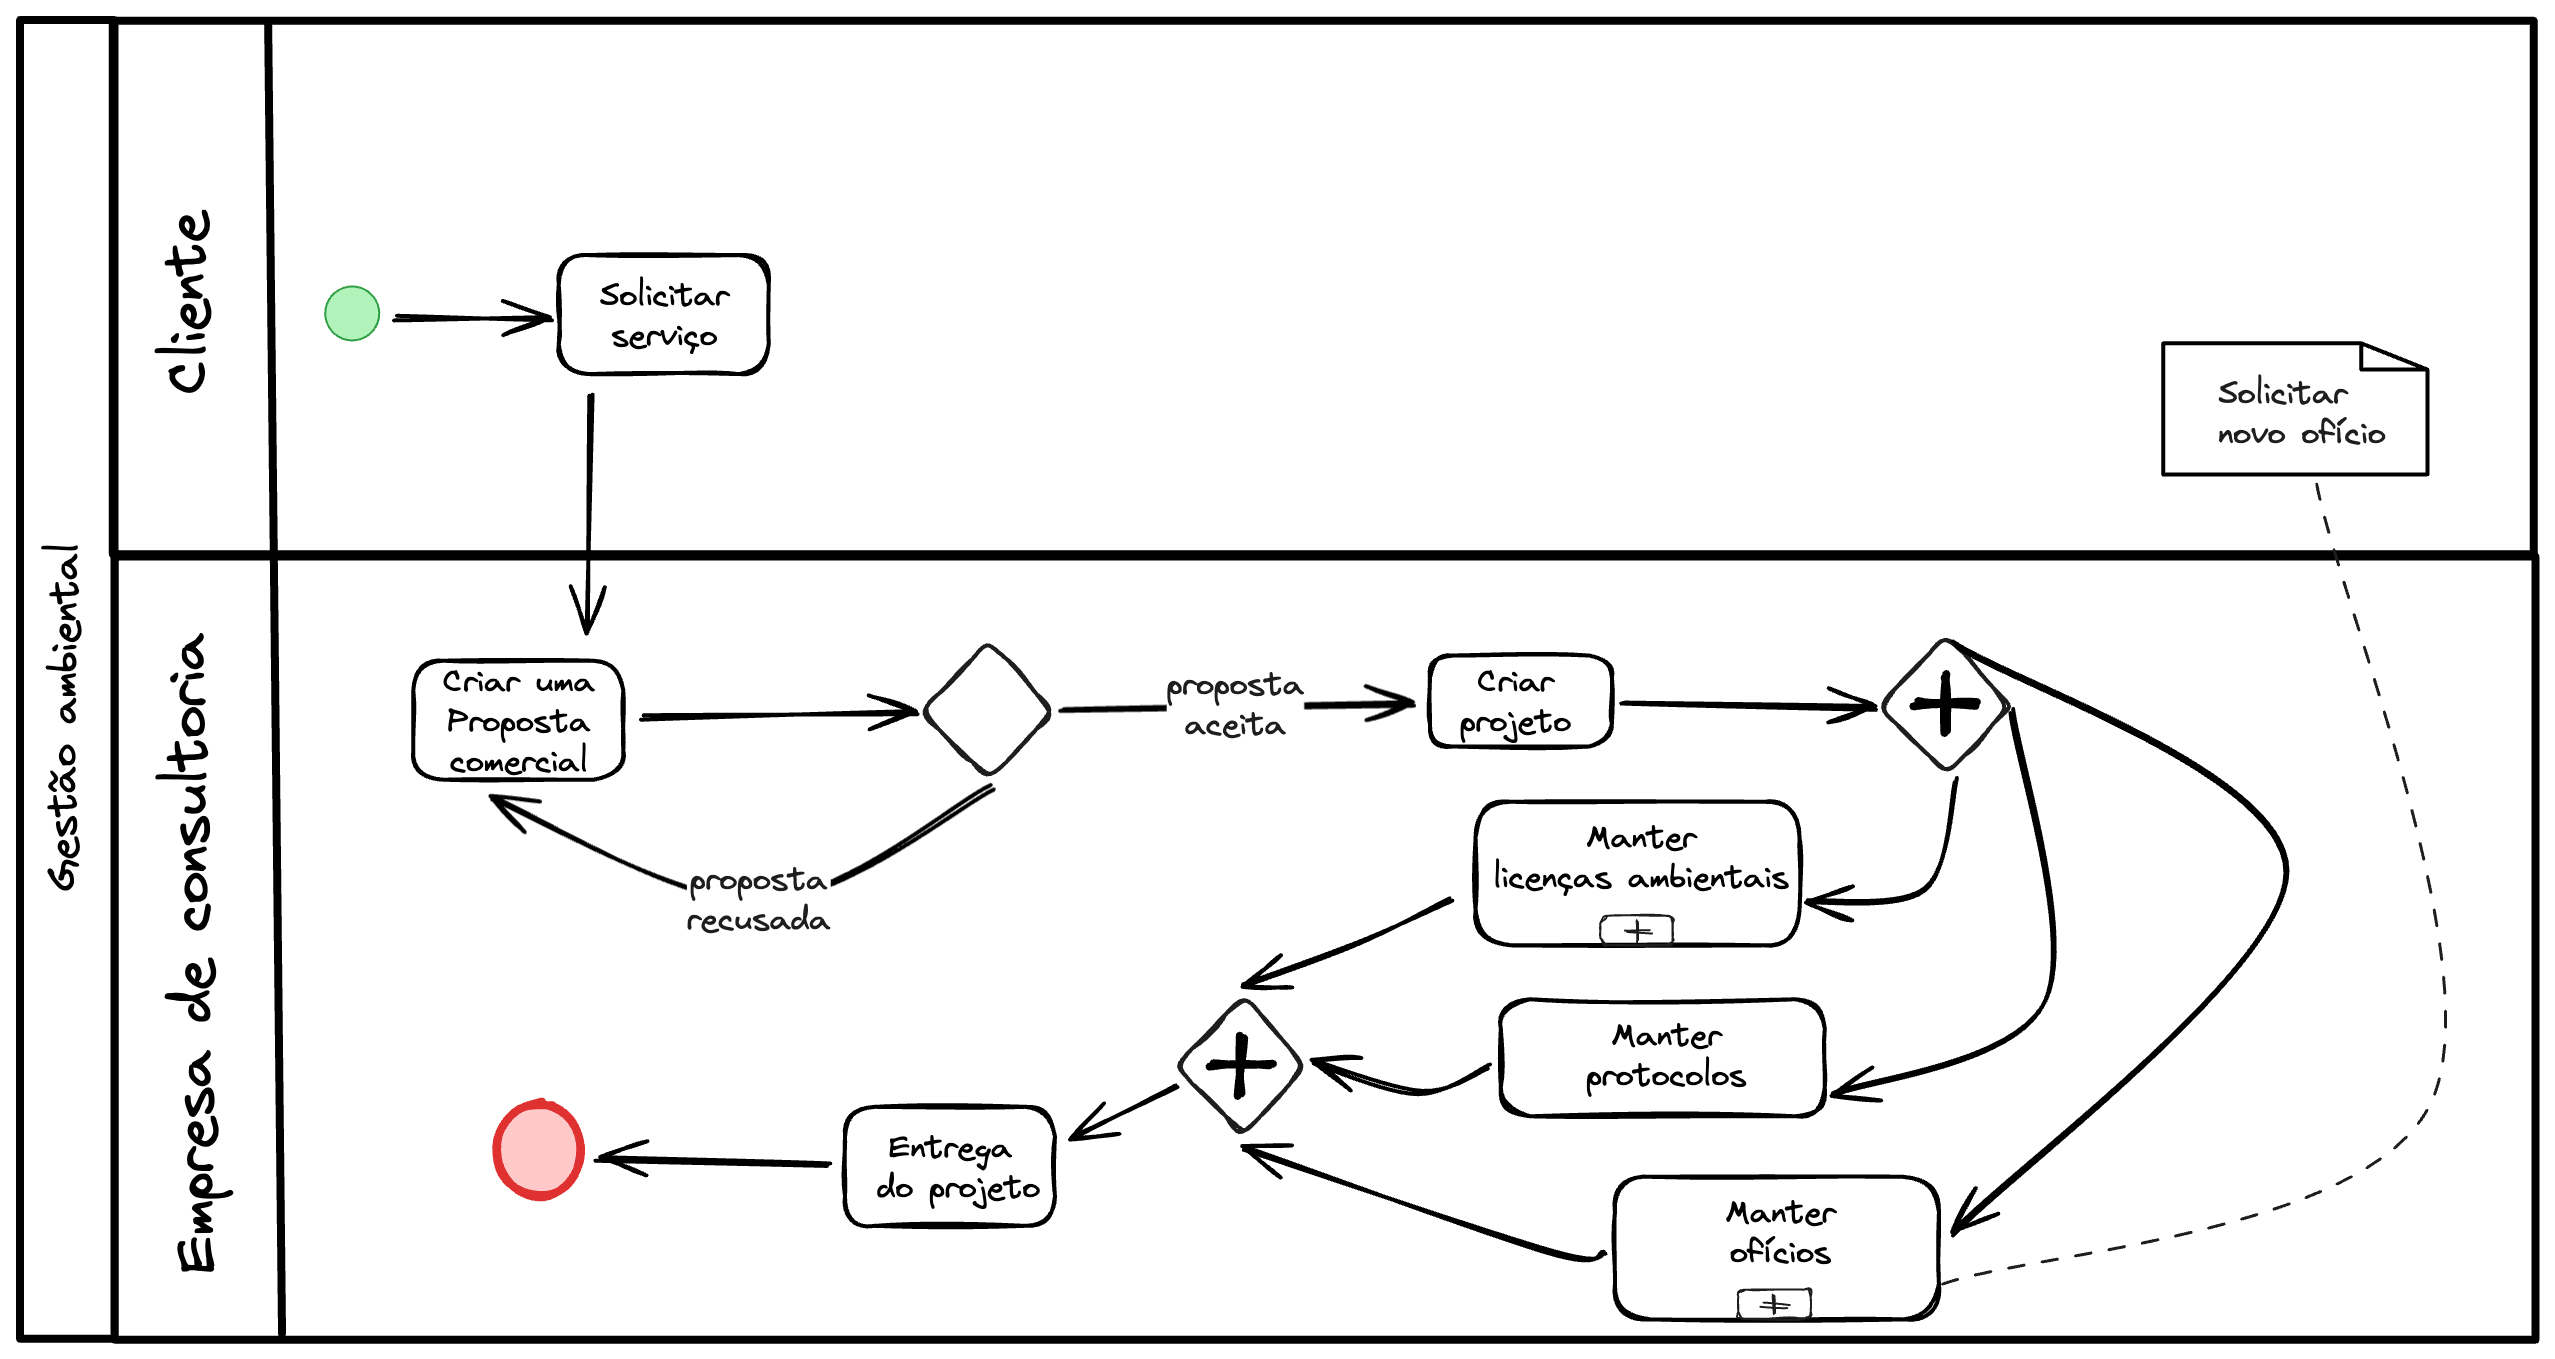 Gestão ambiental
Cliente
Solicitar
serviço
Solicitar
novo ofício
Empresa de consultoria
Criar uma
Proposta
comercial
proposta
aceita
proposta
recusada
Criar
projeto
Manter
licenças ambientais
Manter
protocolos
Manter
ofícios
Entrega
do projeto